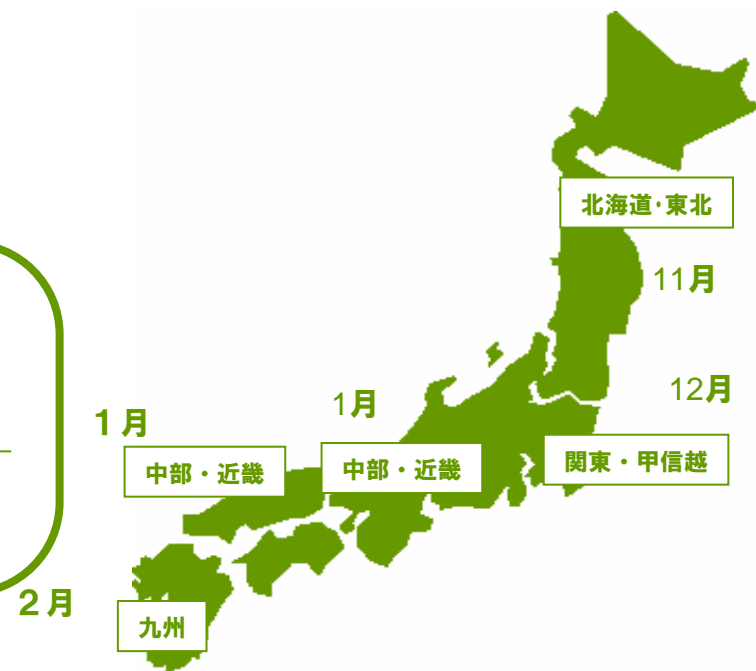 北海道・東北
11月
12月
1月
1月
関東・甲信越
中部・近畿
中部・近畿
2月
九州